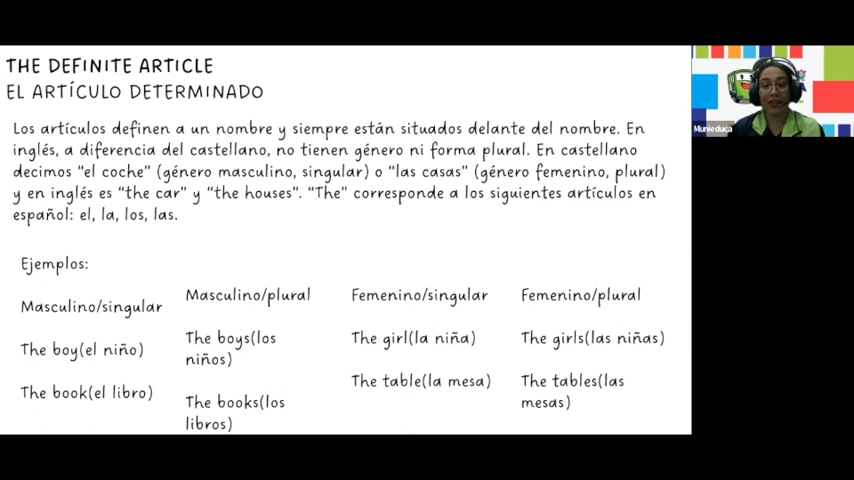 THE DEFINITE ARTICLE
EL ARTÍCULO DETERMINADO
Los artículos definen a un nombre y siempre están situados delante del nombre. En
inglés, a diferencia del castellano, no tienen género ni forma plural. En castellano
decimos "el coche" (género masculino, singular) o "las casas" (género femenino, plural)
y en inglés es "the car" y "the houses". "The" corresponde a los siguientes artículos en
español: el, la, los, las.
Ejemplos:
Masculino/singular
The boy(el niño)
The book(el libro)
Masculino/plural
The boys(los
niños)
The books(los
libros)
Femenino/singular
The girl(la niña)
The table(la mesa)
Femenino/plural
The girls(las niñas)
The tables(las
mesas)
Munieduca